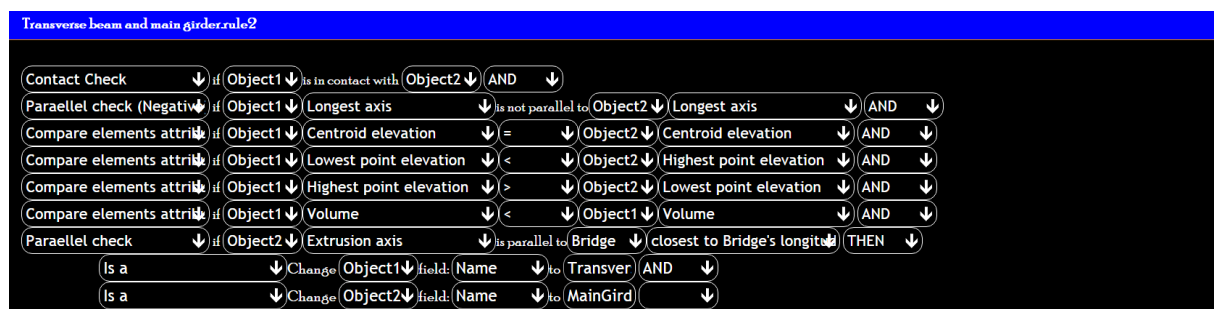 Transverse beam and main girder.rule2
Contact Check if Object1 is in contact with Object2 AND
Paraellel check (Negativ if Object1 Longest axis is not parallel to Object2 Longest axis AND
Compare elements attrib if Object1 Centroid elevation = Object2 Centroid elevation AND
Compare elements attrib if Object1 Lowest point elevation < Object2 Highest point elevation AND
Compare elements attrib if Object1 Highest point elevation > Object2 Lowest point elevation AND
Compare elements attrib if Object1 Volume < Object1 Volume AND
Paraellel check if Object2 Extrusion axis is parallel to Bridge closest to Bridge's longitud THEN
Is a Change Object1 field: Name to Transver AND
Is a Change Object2 field: Name to MainGird